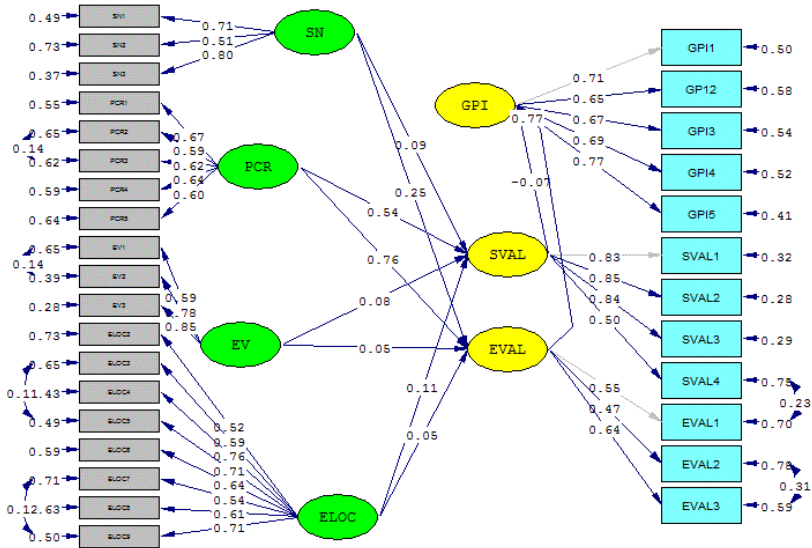 0.49 SN1
0.73 SN2
0.37 SN3
0.55 PCR1
0.65 PCR2
0.14
0.62 PCR3
0.59 PCR4
0.64 PCR5
0.65 EV1
0.14
0.39 EV2
0.28 EV3
0.73 ELOC2
0.65 ELOC3
0.11 1.43 ELOC4
0.49 ELOC5
0.59 ELOC6
0.71 ELOC7
0.12 .63 ELOC8
0.50 ELOC9
0.71
0.51
0.80
0.67
0.59
0.62
0.64
0.60
0.59
0.78
0.85
0.52
0.59
0.76
0.71
0.64
0.54
0.61
0.71
SN
PCR
EV
ELOC
0.09
0.25
0.54
0.76
0.08
0.05
0.11
0.05
GPI
SVAL
EVAL
0.77
-0.07
0.71
0.65
0.67
0.69
0.77
0.83
0.85
0.84
0.50
0.55
0.47
0.64
GPI1 0.50
GP12 0.58
GPI3 0.54
GPI4 0.52
GPI5 0.41
SVAL1 0.32
SVAL2 0.28
SVAL3 0.29
SVAL4 0.75
0.23
EVAL1 0.70
EVAL2 0.78
0.31
EVAL3 0.59